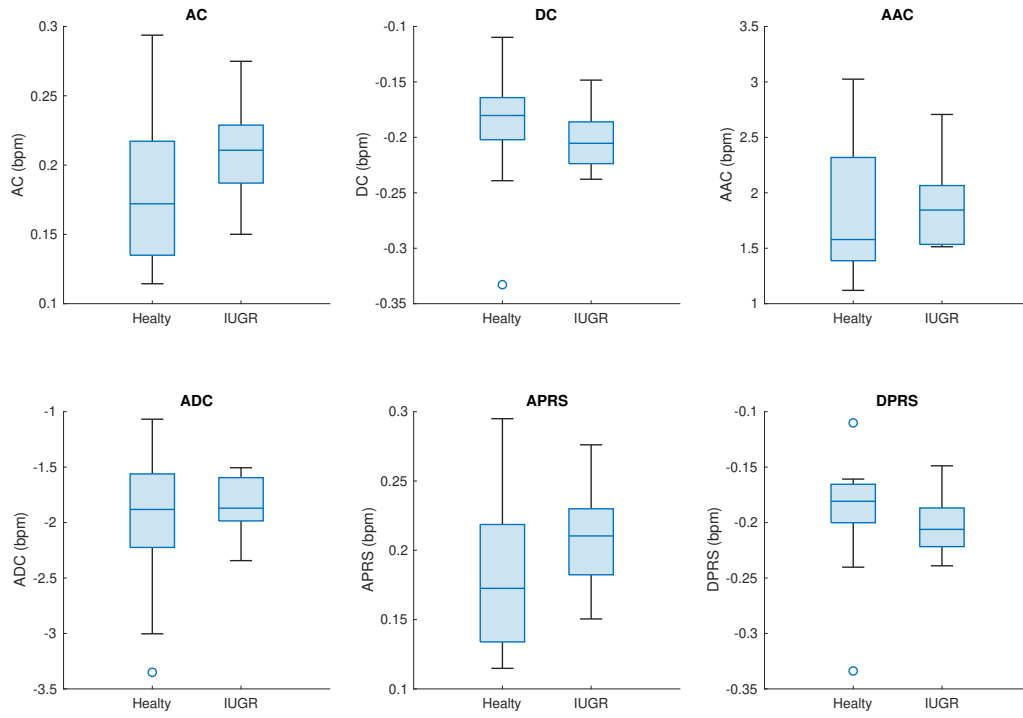 AC
AC (bpm)
0.3
0.25
0.2
0.15
0.1
Healty IUGR
DC
DC (bpm)
-0.1
-0.15
-0.2
-0.25
-0.3
-0.35
Healty IUGR
AAC
AAC (bpm)
3
2.5
2
1.5
1
Healty IUGR
ADC
ADC (bpm)
-1
-1.5
-2
-2.5
-3
-3.5
Healty IUGR
APRS
APRS (bpm)
0.3
0.25
0.2
0.15
0.1
Healty IUGR
DPRS
DPRS (bpm)
-0.1
-0.15
-0.2
-0.25
-0.3
-0.35
Healty IUGR